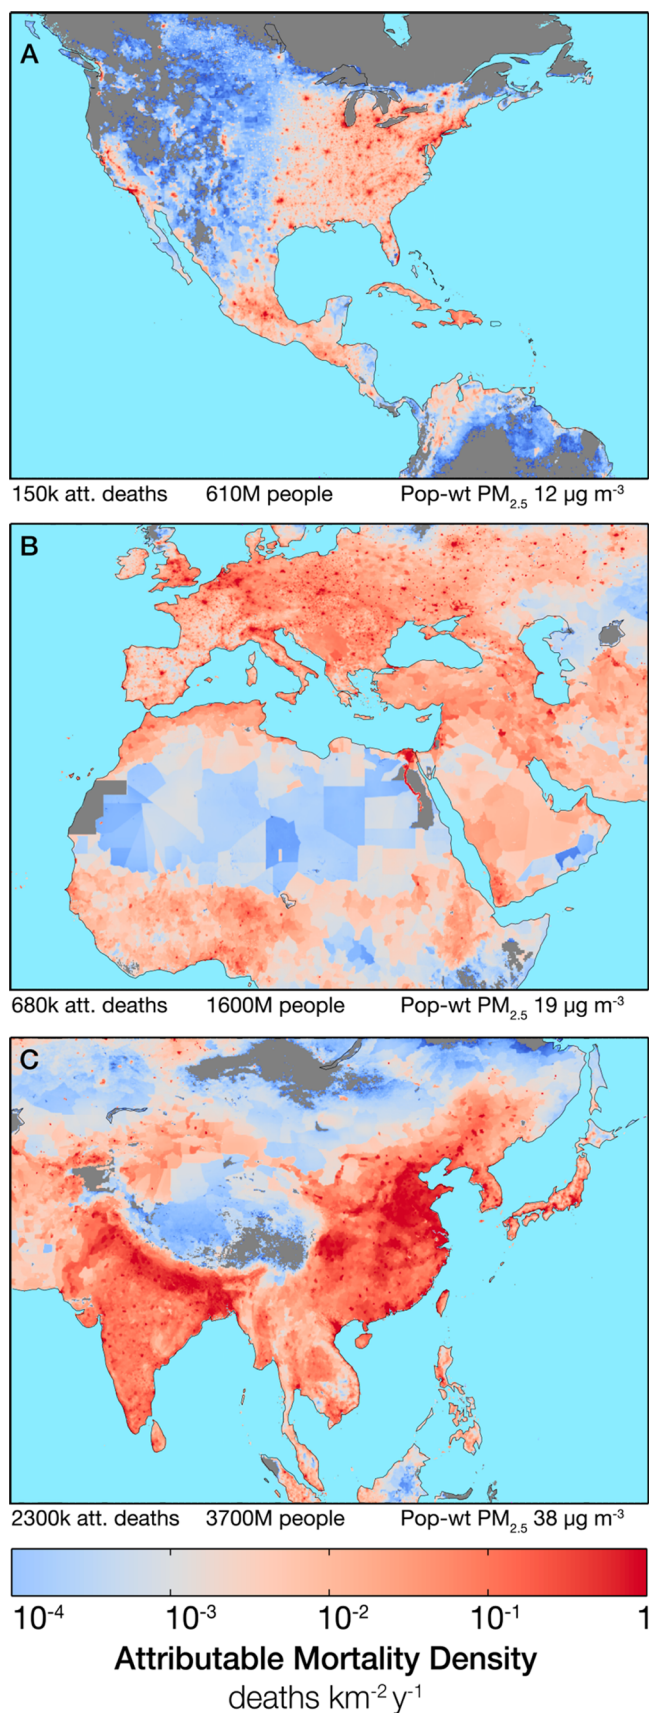 A
150k att. deaths 610M people Pop-wt PM₂.₅ 12 µg m⁻³
B
680k att. deaths 1600M people Pop-wt PM₂.₅ 19 µg m⁻³
C
2300k att. deaths 3700M people Pop-wt PM₂.₅ 38 µg m⁻³
10⁻⁴ 10⁻³ 10⁻² 10⁻¹ 1
Attributable Mortality Density
deaths km⁻² y⁻¹